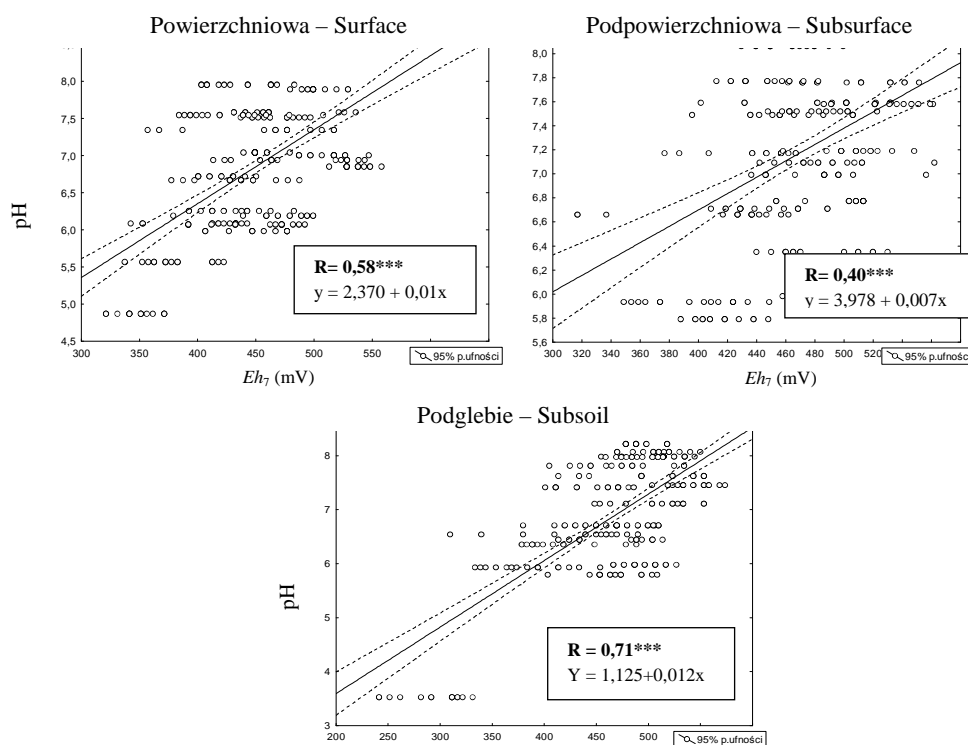 Powierzchniowa – Surface
8,0
7,5
7,0
6,5
6,0
5,5
5,0
4,5
pH
R= 0,58***
y = 2,370 + 0,01x
300 350 400 450 500 550
95% p.ufności
Eh7 (mV)
Podpowierzchniowa – Subsurface
8,0
7,8
7,6
7,4
7,2
7,0
6,8
6,6
6,4
6,2
6,0
5,8
5,6
R= 0,40***
y = 3,978 + 0,007x
300 320 340 360 380 400 420 440 460 480 500 520
95% p.ufności
Eh7 (mV)
Podglebie – Subsoil
8
7
6
5
4
3
pH
R = 0,71***
Y = 1,125+0,012x
200 250 300 350 400 450 500
95% p.ufności